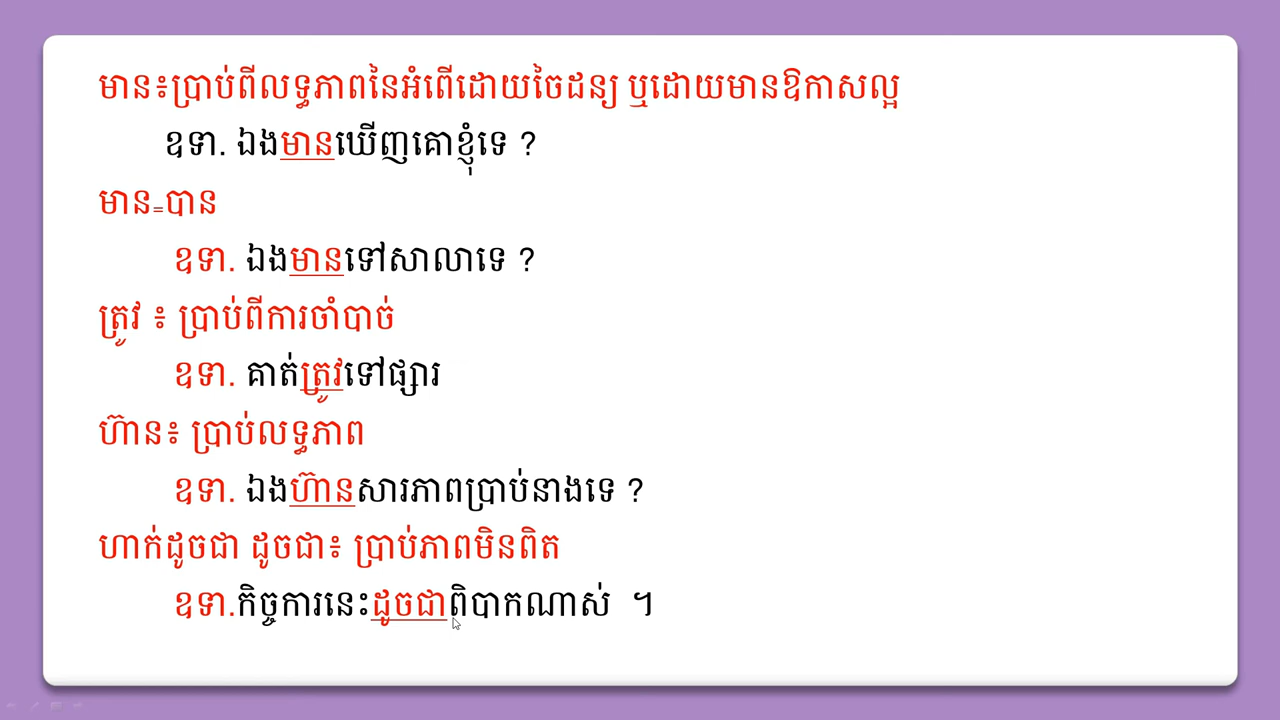 មាន៖ប្រាប់ពីលទ្ធភាពនៃអំពើដោយចៃដន្យ ឬដោយមានឱកាសល្អ
ឧទា. ឯងមានឃើញគោខ្ញុំទេ ?
មាន=បាន
ឧទា. ឯងមានទៅសាលាទេ ?
ត្រូវ ៖ ប្រាប់ពីការចាំបាច់
ឧទា. គាត់ត្រូវទៅផ្សារ
ហ៊ាន៖ ប្រាប់លទ្ធភាព
ឧទា. ឯងហ៊ានសារភាពប្រាប់នាងទេ ?
ហាក់ដូចជា ដូចជា៖ ប្រាប់ភាពមិនពិត
ឧទា.កិច្ចការនេះដូចជាពិបាកណាស់ ។